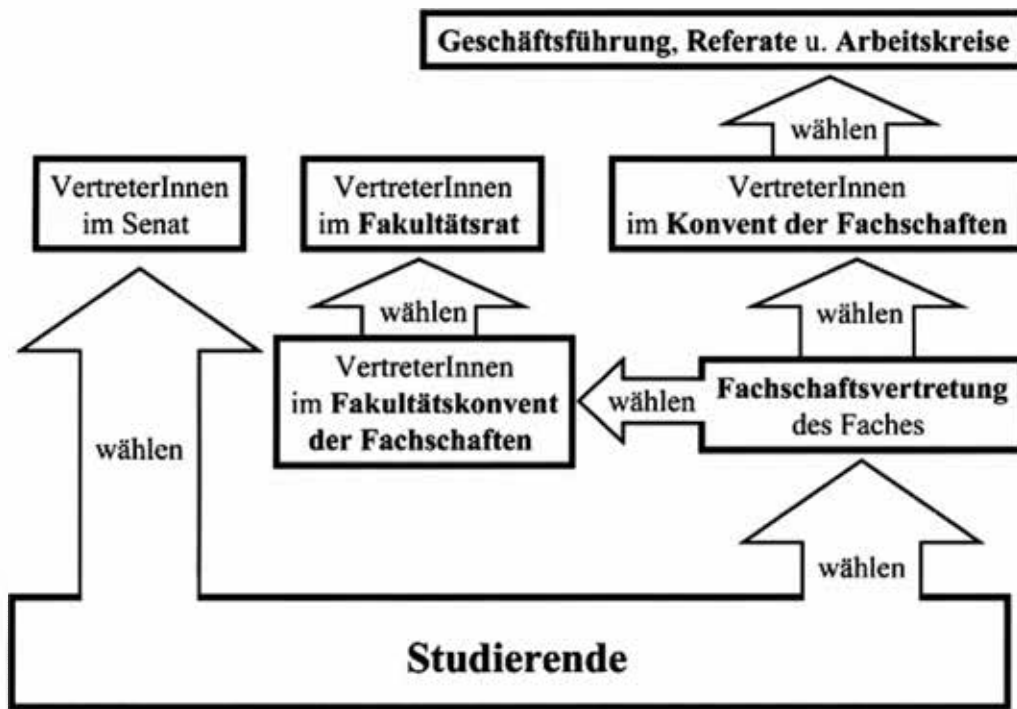 Geschäftsführung, Referate u. Arbeitskreise
wählen
VertreterInnen
im Senat
VertreterInnen
im Fakultätsrat
VertreterInnen
im Konvent der Fachschaften
wählen
wählen
VertreterInnen
im Fakultätskonvent
der Fachschaften
wählen
Fachschaftsvertretung
des Faches
wählen
wählen
Studierende